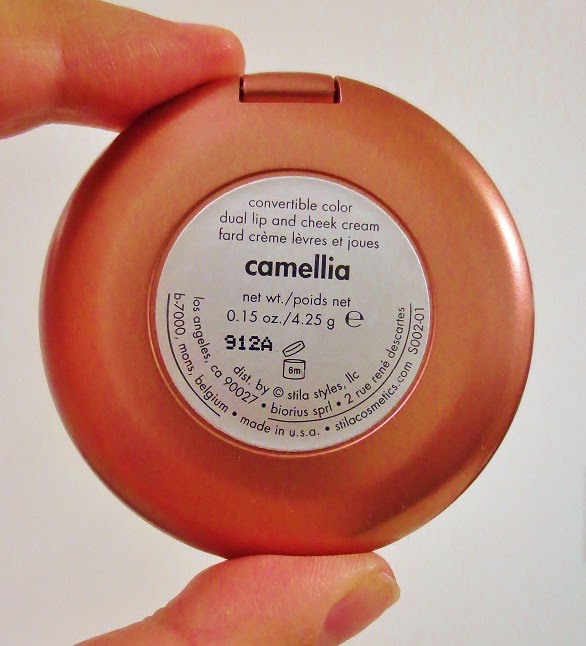 convertible color
dual lip and cheek cream
fard crème lèvres et joues
camellia
net wt./poids net
0.15 oz./4.25 g ℮
912A
6m
dist. by © stila styles, llc
los angeles, ca 90027 • biorius sprl • 2 rue rené descartes
b-7000, mons, belgium • made in u.s.a. • stilacosmetics.com S002-01